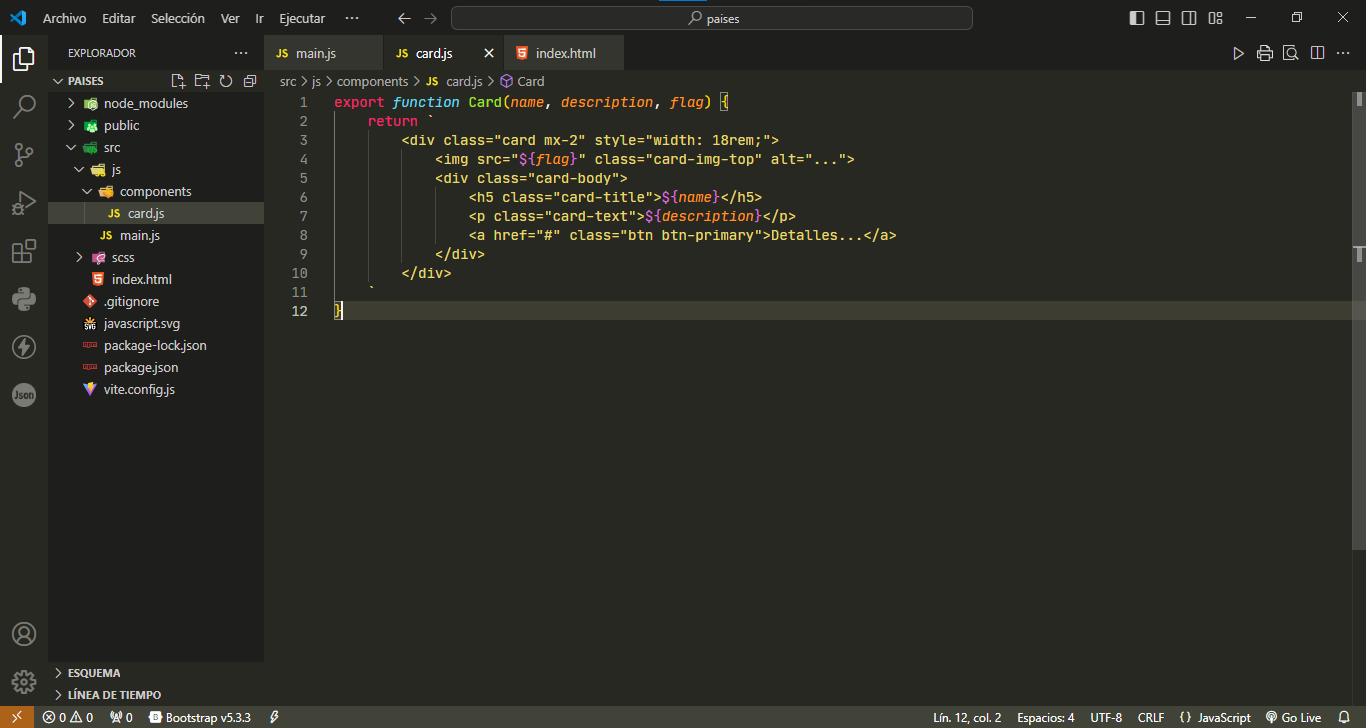 Archivo Editar Selección Ver Ir Ejecutar ··· paises
EXPLORADOR ···
main.js
card.js
index.html
PAISES
node_modules
public
src
js
components
JS card.js
JS main.js
scss
index.html
.gitignore
javascript.svg
package-lock.json
package.json
vite.config.js
ESQUEMA
LÍNEA DE TIEMPO
src > js > components > JS card.js > Card
1 export function Card(name, description, flag) {
2 return `
3 <div class="card mx-2" style="width: 18rem;">
4 <img src="${flag}" class="card-img-top" alt="...">
5 <div class="card-body">
6 <h5 class="card-title">${name}</h5>
7 <p class="card-text">${description}</p>
8 <a href="#" class="btn btn-primary">Detalles...</a>
9 </div>
10 </div>
11 `
12 }
0 0 0 Bootstrap v5.3.3 Lín. 12, col. 2 Espacios: 4 UTF-8 CRLF {} JavaScript Go Live